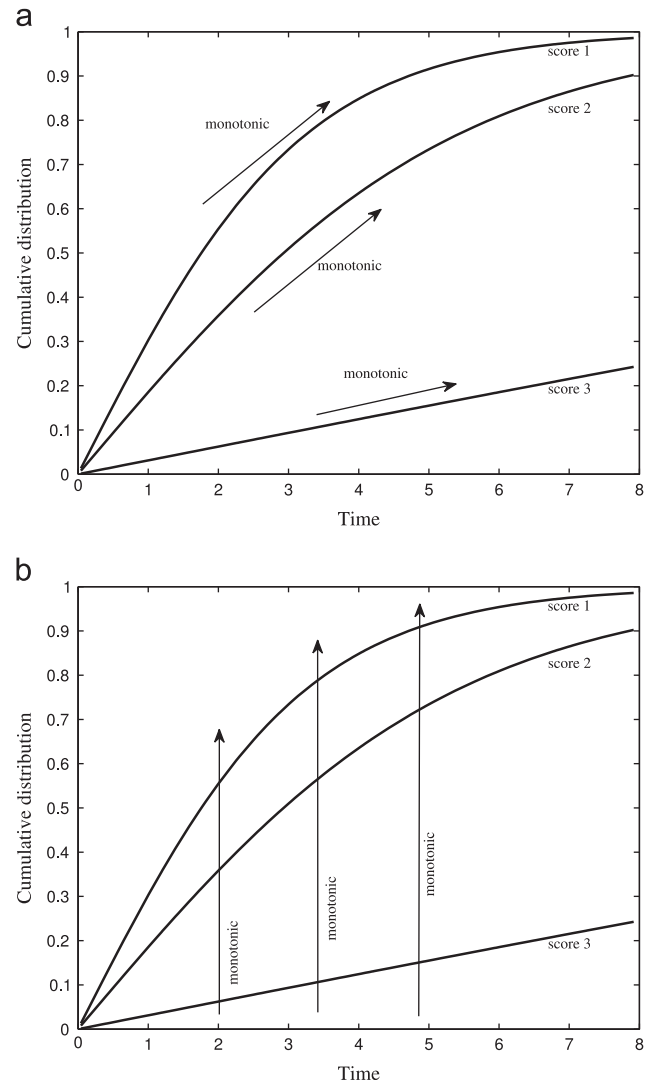 a
1
0.9
0.8
0.7
0.6
0.5
0.4
0.3
0.2
0.1
0
Cumulative distribution
score 1
score 2
score 3
monotonic
monotonic
monotonic
0 1 2 3 4 5 6 7 8
Time
b
1
0.9
0.8
0.7
0.6
0.5
0.4
0.3
0.2
0.1
0
Cumulative distribution
score 1
score 2
score 3
monotonic
monotonic
monotonic
0 1 2 3 4 5 6 7 8
Time